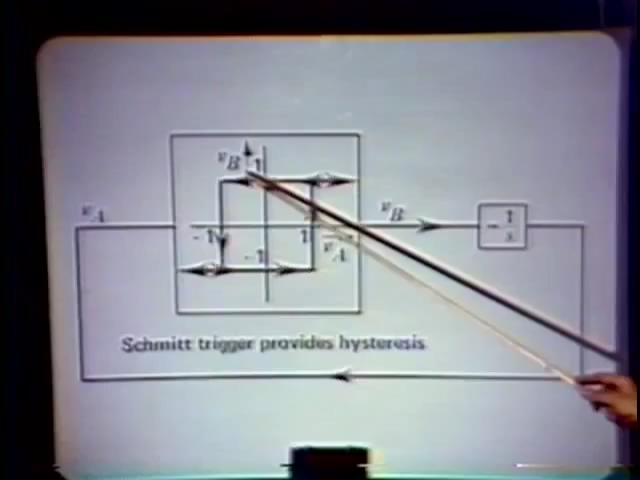 v_B 1
v_A
v_B
- 1/s
-1
1
v_A
-1
Schmitt trigger provides hysteresis